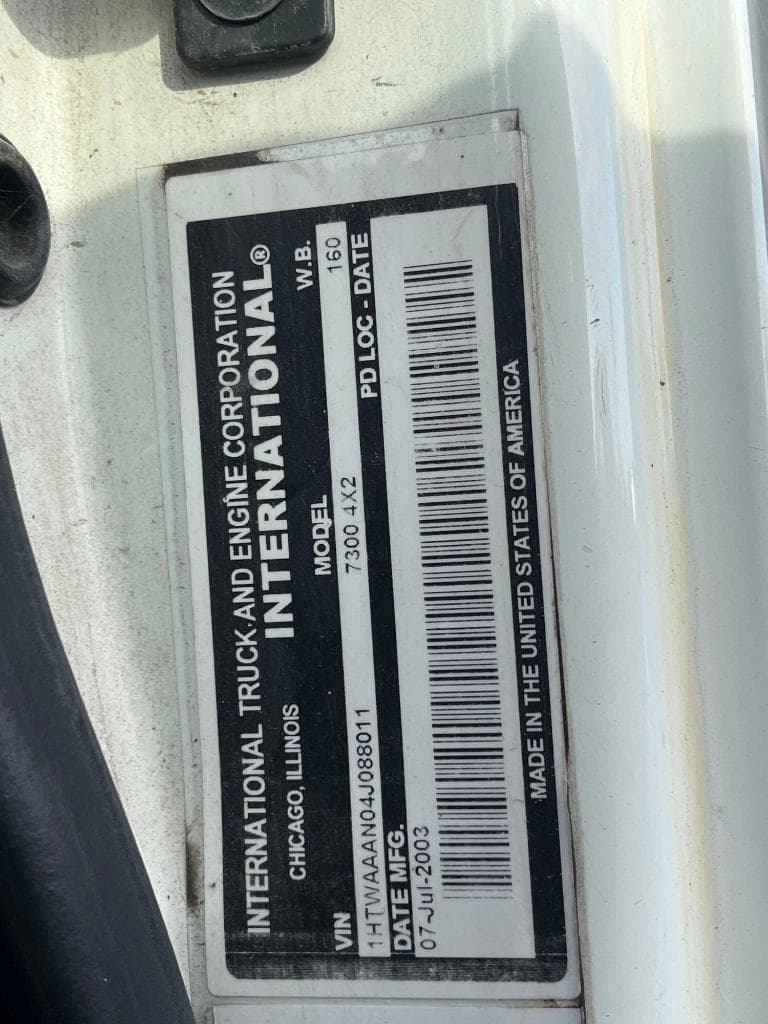 INTERNATIONAL TRUCK AND ENGINE CORPORATION
CHICAGO, ILLINOIS INTERNATIONAL®
VIN MODEL W.B.
1HTWAAAN04J088011 7300 4X2 160
DATE MFG. PD LOC - DATE
07-Jul-2003
MADE IN THE UNITED STATES OF AMERICA